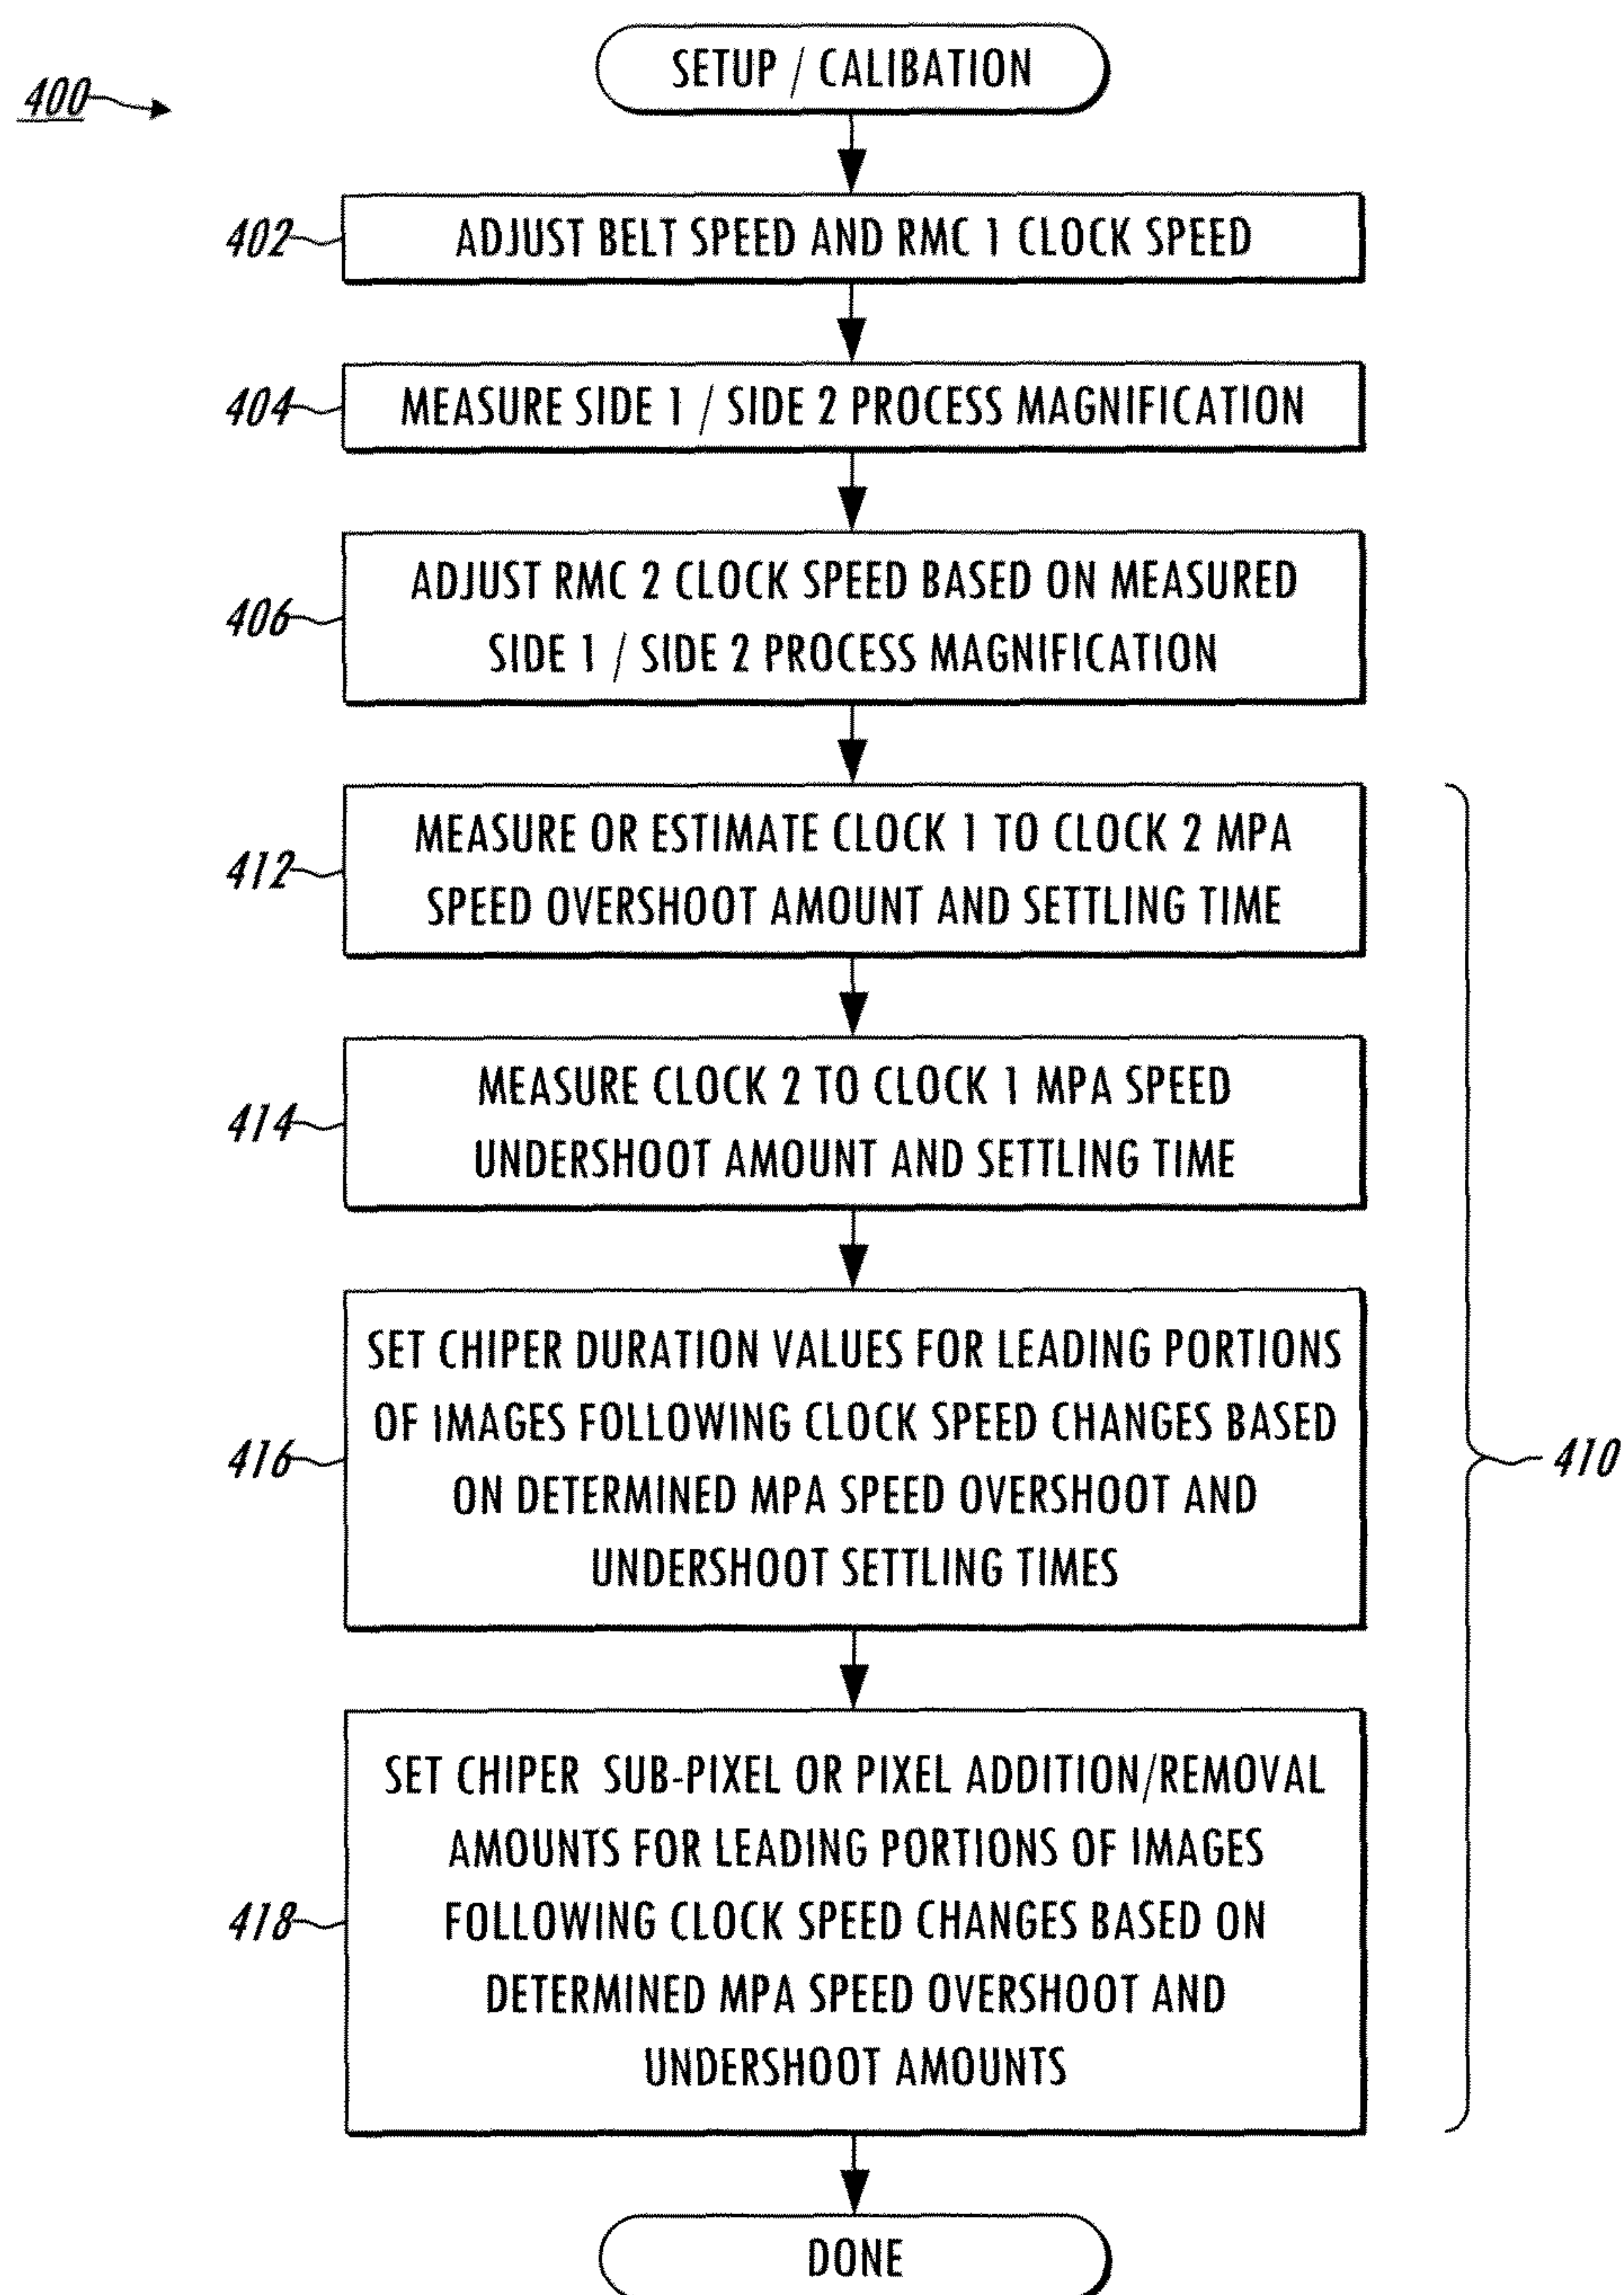 SETUP / CALIBATION
400
402
ADJUST BELT SPEED AND RMC 1 CLOCK SPEED
404
MEASURE SIDE 1 / SIDE 2 PROCESS MAGNIFICATION
406
ADJUST RMC 2 CLOCK SPEED BASED ON MEASURED
SIDE 1 / SIDE 2 PROCESS MAGNIFICATION
412
MEASURE OR ESTIMATE CLOCK 1 TO CLOCK 2 MPA
SPEED OVERSHOOT AMOUNT AND SETTLING TIME
414
MEASURE CLOCK 2 TO CLOCK 1 MPA SPEED
UNDERSHOOT AMOUNT AND SETTLING TIME
416
SET CHIPER DURATION VALUES FOR LEADING PORTIONS
OF IMAGES FOLLOWING CLOCK SPEED CHANGES BASED
ON DETERMINED MPA SPEED OVERSHOOT AND
UNDERSHOOT SETTLING TIMES
410
418
SET CHIPER SUB-PIXEL OR PIXEL ADDITION/REMOVAL
AMOUNTS FOR LEADING PORTIONS OF IMAGES
FOLLOWING CLOCK SPEED CHANGES BASED ON
DETERMINED MPA SPEED OVERSHOOT AND
UNDERSHOOT AMOUNTS
DONE